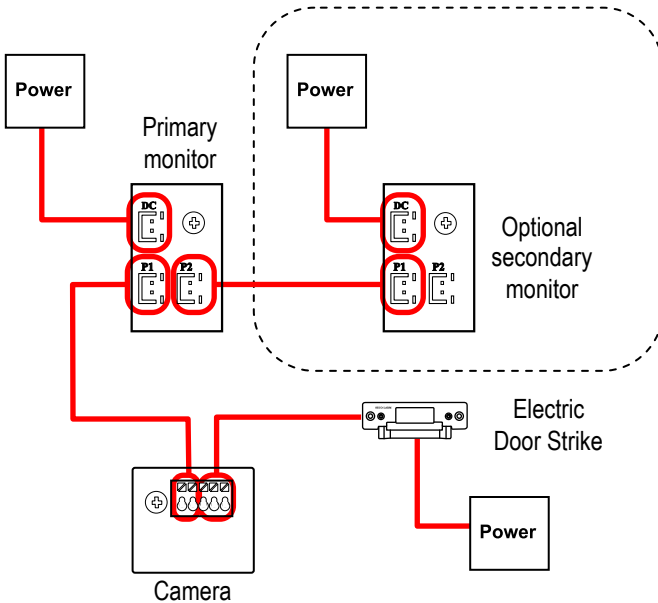 Power
Power
Primary
monitor
DC
P1
P2
DC
P1
P2
Optional
secondary
monitor
Electric
Door Strike
Power
Camera